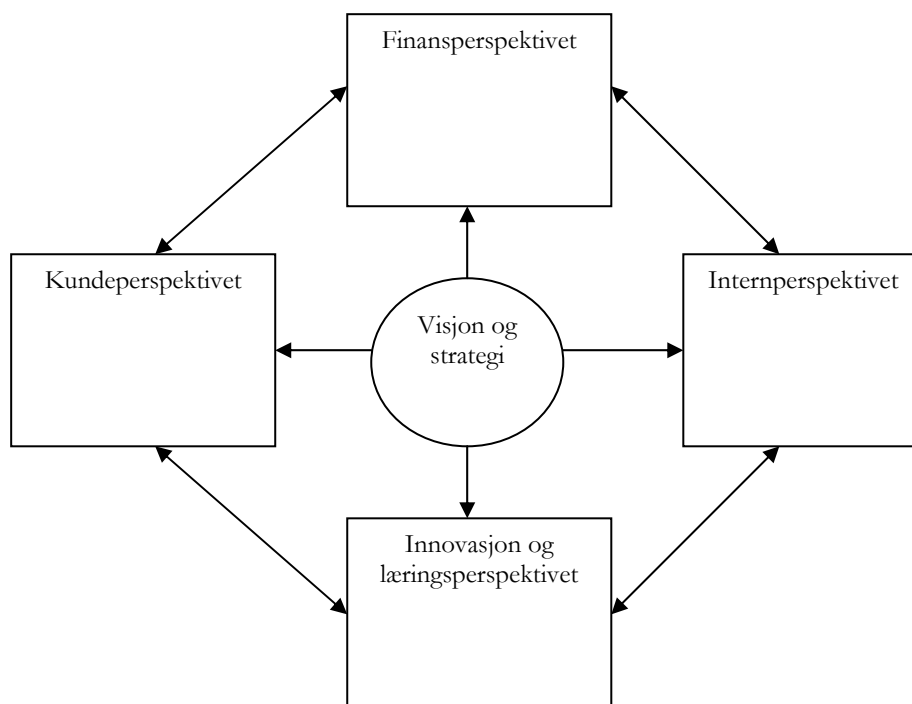 Finansperspektivet
Kundeperspektivet
Internperspektivet
Visjon og
strategi
Innovasjon og
læringsperspektivet